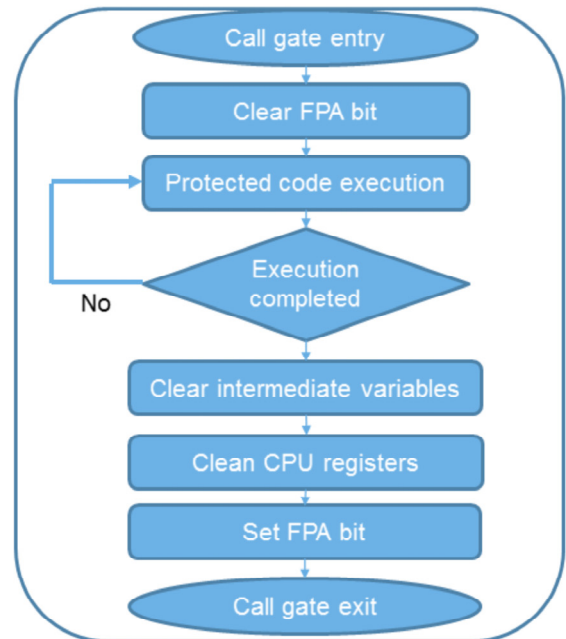 Call gate entry
Clear FPA bit
Protected code execution
Execution
completed
No
Clear intermediate variables
Clean CPU registers
Set FPA bit
Call gate exit